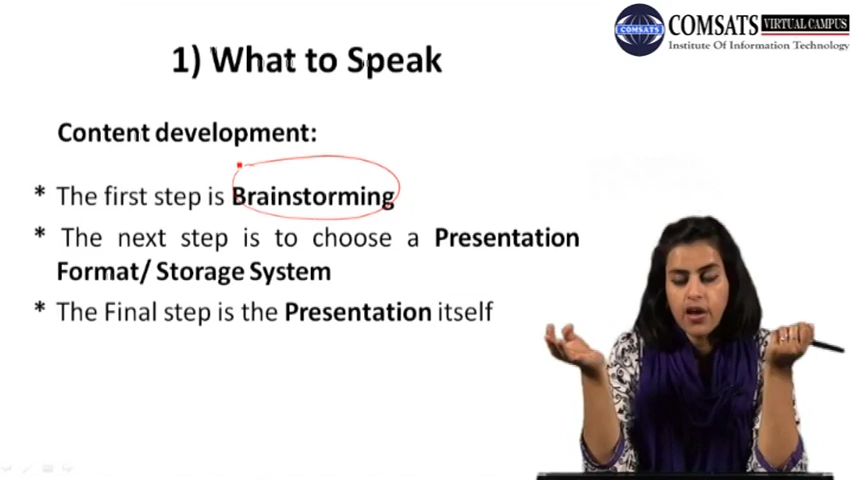 COMSATS VIRTUAL CAMPUS
COMSATS
Institute Of Information Technology
1) What to Speak
Content development:
* The first step is Brainstorming
* The next step is to choose a Presentation
Format/ Storage System
* The Final step is the Presentation itself